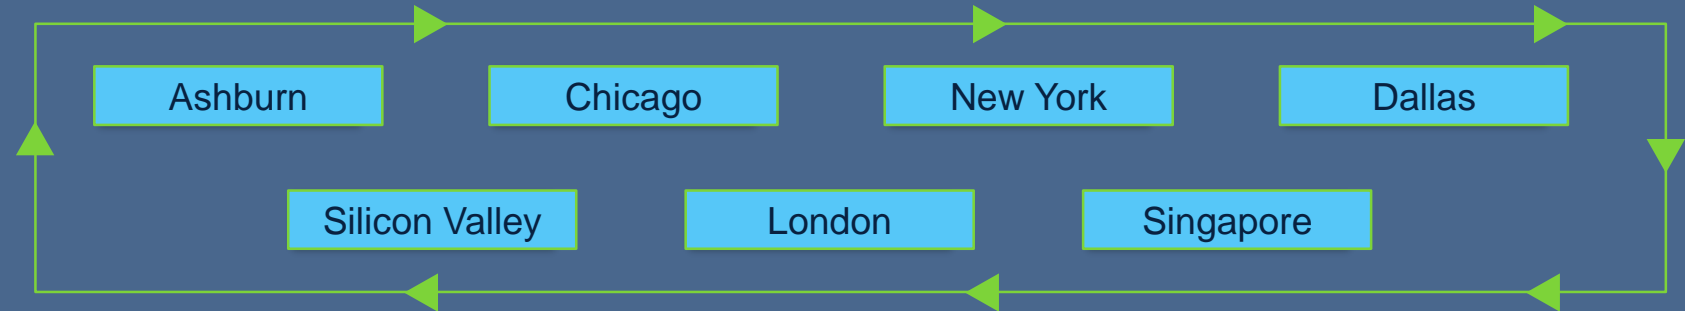 Ashburn
Chicago
New York
Dallas
Silicon Valley
London
Singapore